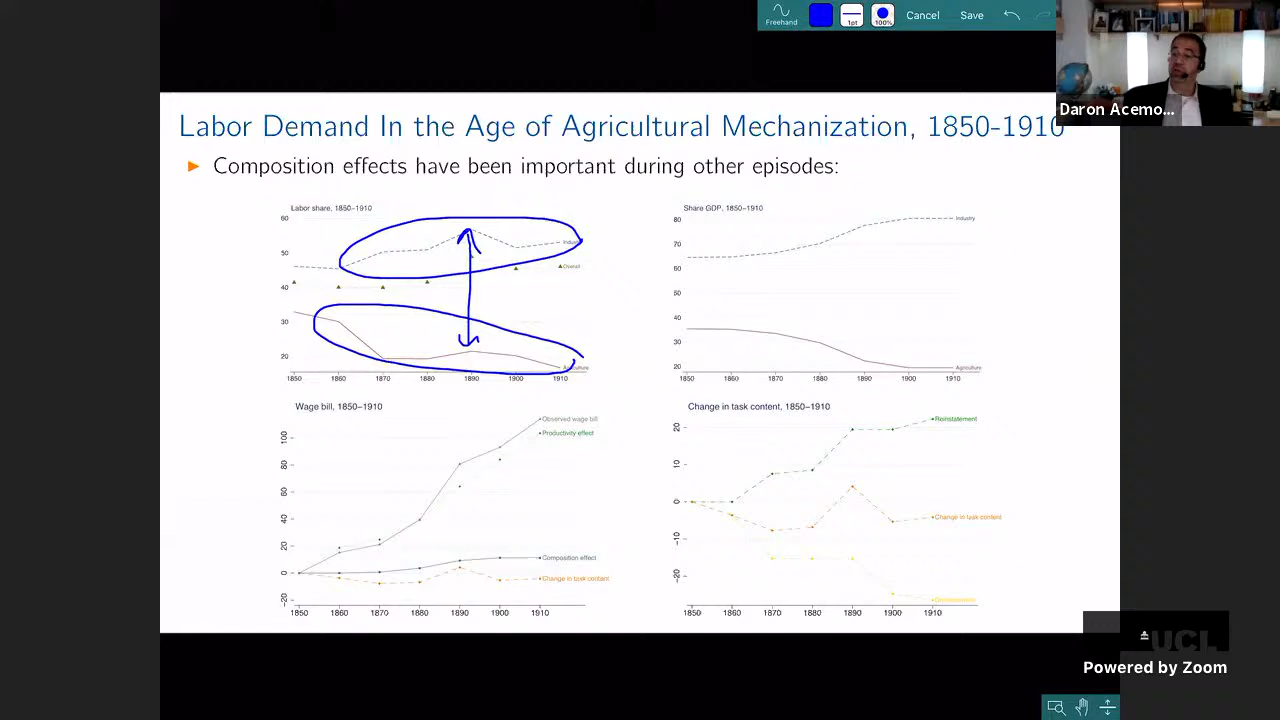 Freehand
1pt
100%
Cancel
Save
Daron Acemo...
Labor Demand In the Age of Agricultural Mechanization, 1850-1910
Composition effects have been important during other episodes:
Labor share, 1850–1910
60
50
40
30
20
Overall
1850 1860 1870 1880 1890 1900 1910
Share GDP, 1850–1910
80
70
60
50
40
30
20
Industry
Agriculture
1850 1860 1870 1880 1890 1900 1910
Wage bill, 1850–1910
100
80
60
40
20
0
-20
Observed wage bill
Productivity effect
Composition effect
Change in task content
1850 1860 1870 1880 1890 1900 1910
Change in task content, 1850–1910
20
10
0
-10
-20
Reinstatement
Change in task content
1850 1860 1870 1880 1890 1900 1910
UCL
Powered by Zoom